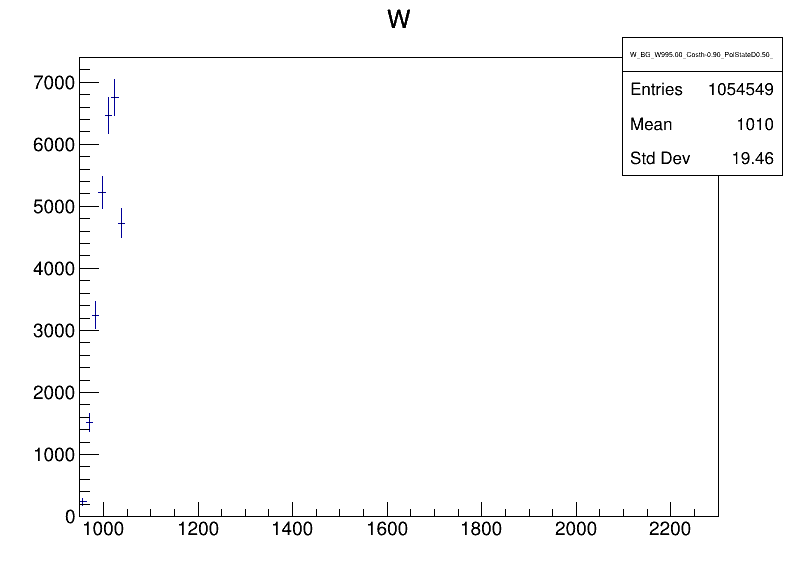 W
W_BG_W995.00_Costh-0.90_PolStateD0.50_
Entries 1054549
Mean 1010
Std Dev 19.46
7000
6000
5000
4000
3000
2000
1000
0
1000 1200 1400 1600 1800 2000 2200